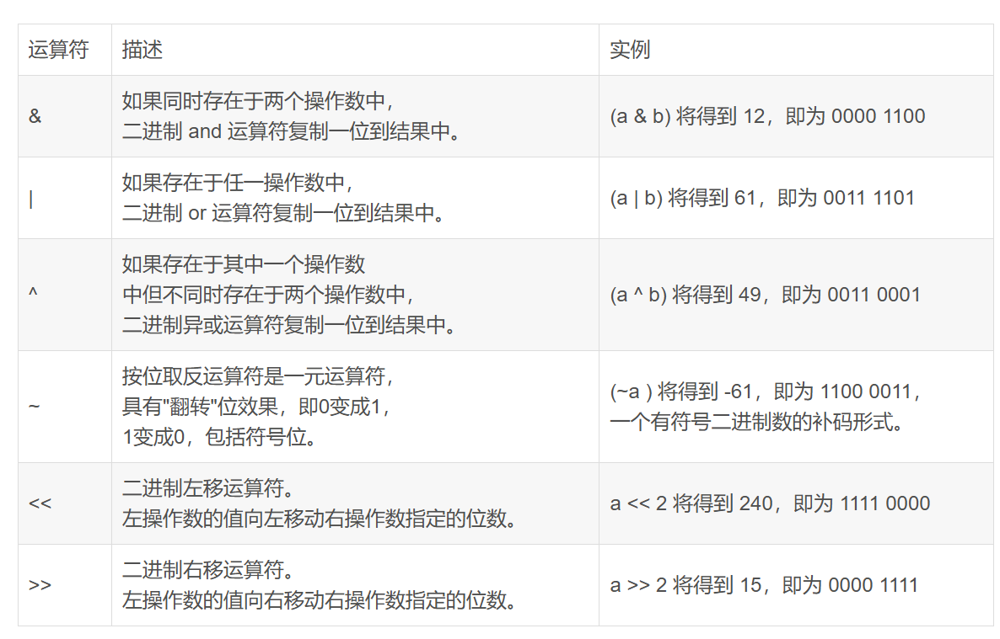 运算符 描述 实例
& 如果同时存在于两个操作数中，
二进制 and 运算符复制一位到结果中。
(a & b) 将得到 12，即为 0000 1100
| 如果存在于任一操作数中，
二进制 or 运算符复制一位到结果中。
(a | b) 将得到 61，即为 0011 1101
^ 如果存在于其中一个操作数
中但不同时存在于两个操作数中，
二进制异或运算符复制一位到结果中。
(a ^ b) 将得到 49，即为 0011 0001
~ 按位取反运算符是一元运算符，
具有"翻转"位效果，即0变成1，
1变成0，包括符号位。
(~a ) 将得到 -61，即为 1100 0011，
一个有符号二进制数的补码形式。
<< 二进制左移运算符。
左操作数的值向左移动右操作数指定的位数。
a << 2 将得到 240，即为 1111 0000
>> 二进制右移运算符。
左操作数的值向右移动右操作数指定的位数。
a >> 2 将得到 15，即为 0000 1111